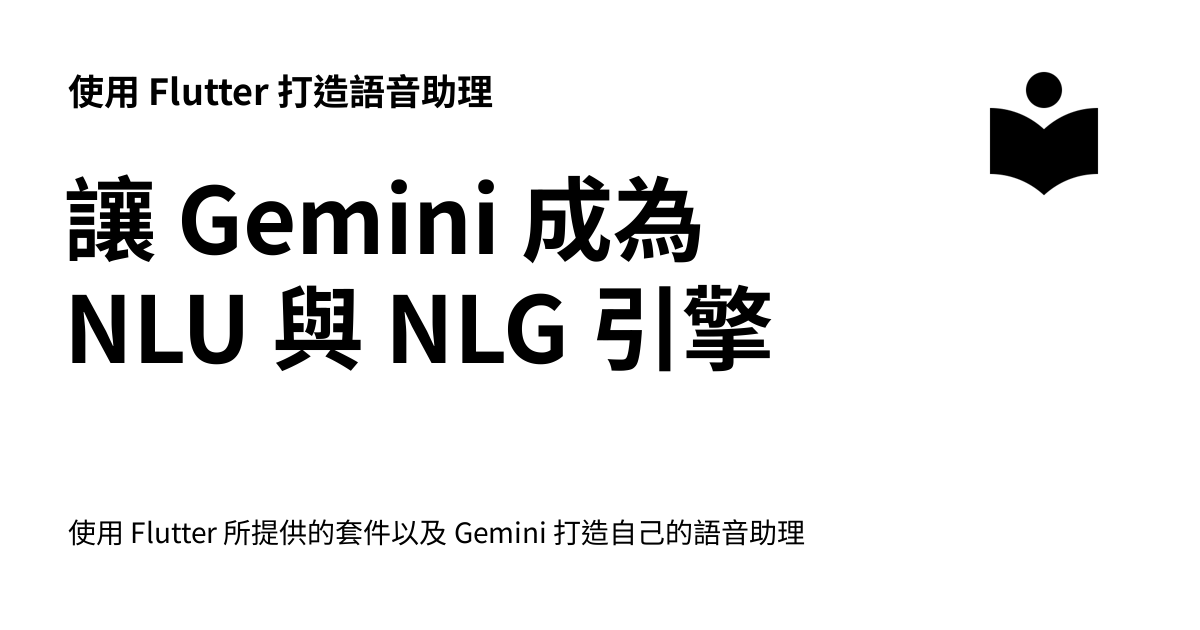 使用 Flutter 打造語音助理
讓 Gemini 成為
NLU 與 NLG 引擎
使用 Flutter 所提供的套件以及 Gemini 打造自己的語音助理